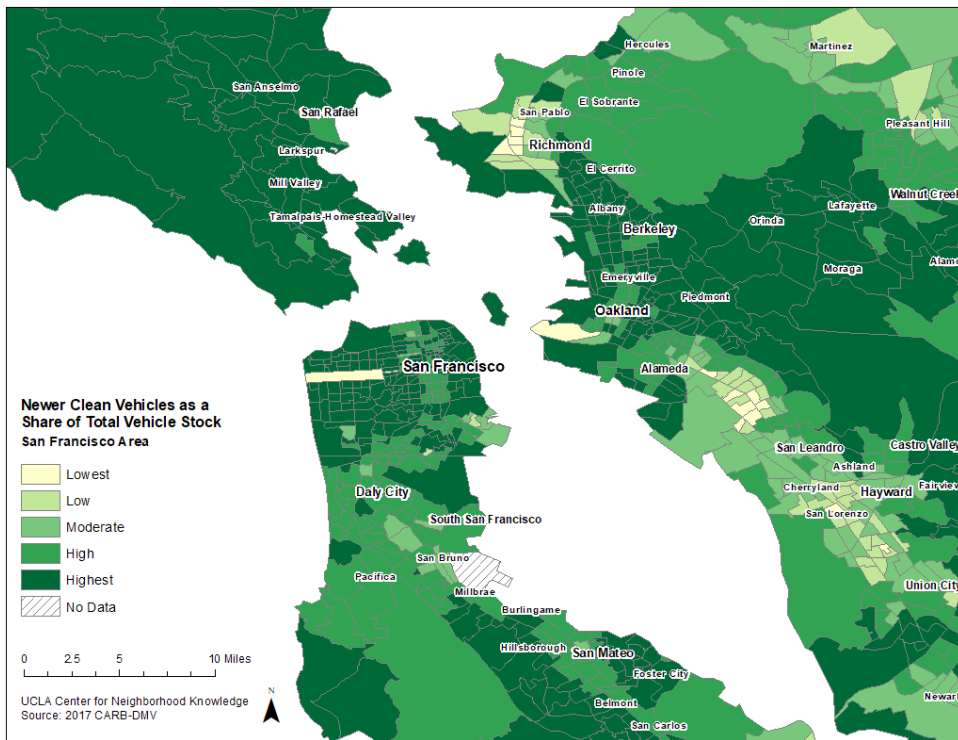 Hercules
Martinez
Pinole
San Anselmo
El Sobrante
San Rafael
San Pablo
Pleasant Hill
Richmond
Larkspur
El Cerrito
Mill Valley
Walnut Creek
Albany
Lafayette
Tamalpais-Homestead Valley
Orinda
Berkeley
Alamo
Moraga
Emeryville
Piedmont
Oakland
San Francisco
Alameda
Newer Clean Vehicles as a
Share of Total Vehicle Stock
San Francisco Area
Lowest
Low
Moderate
High
Highest
No Data
San Leandro
Castro Valley
Ashland
Cherryland
Hayward
Fairview
Daly City
San Lorenzo
South San Francisco
San Bruno
Pacifica
Union City
Millbrae
Burlingame
Hillsborough
San Mateo
Foster City
Newark
Belmont
San Carlos
0 2.5 5 10 Miles
N
UCLA Center for Neighborhood Knowledge
Source: 2017 CARB-DMV